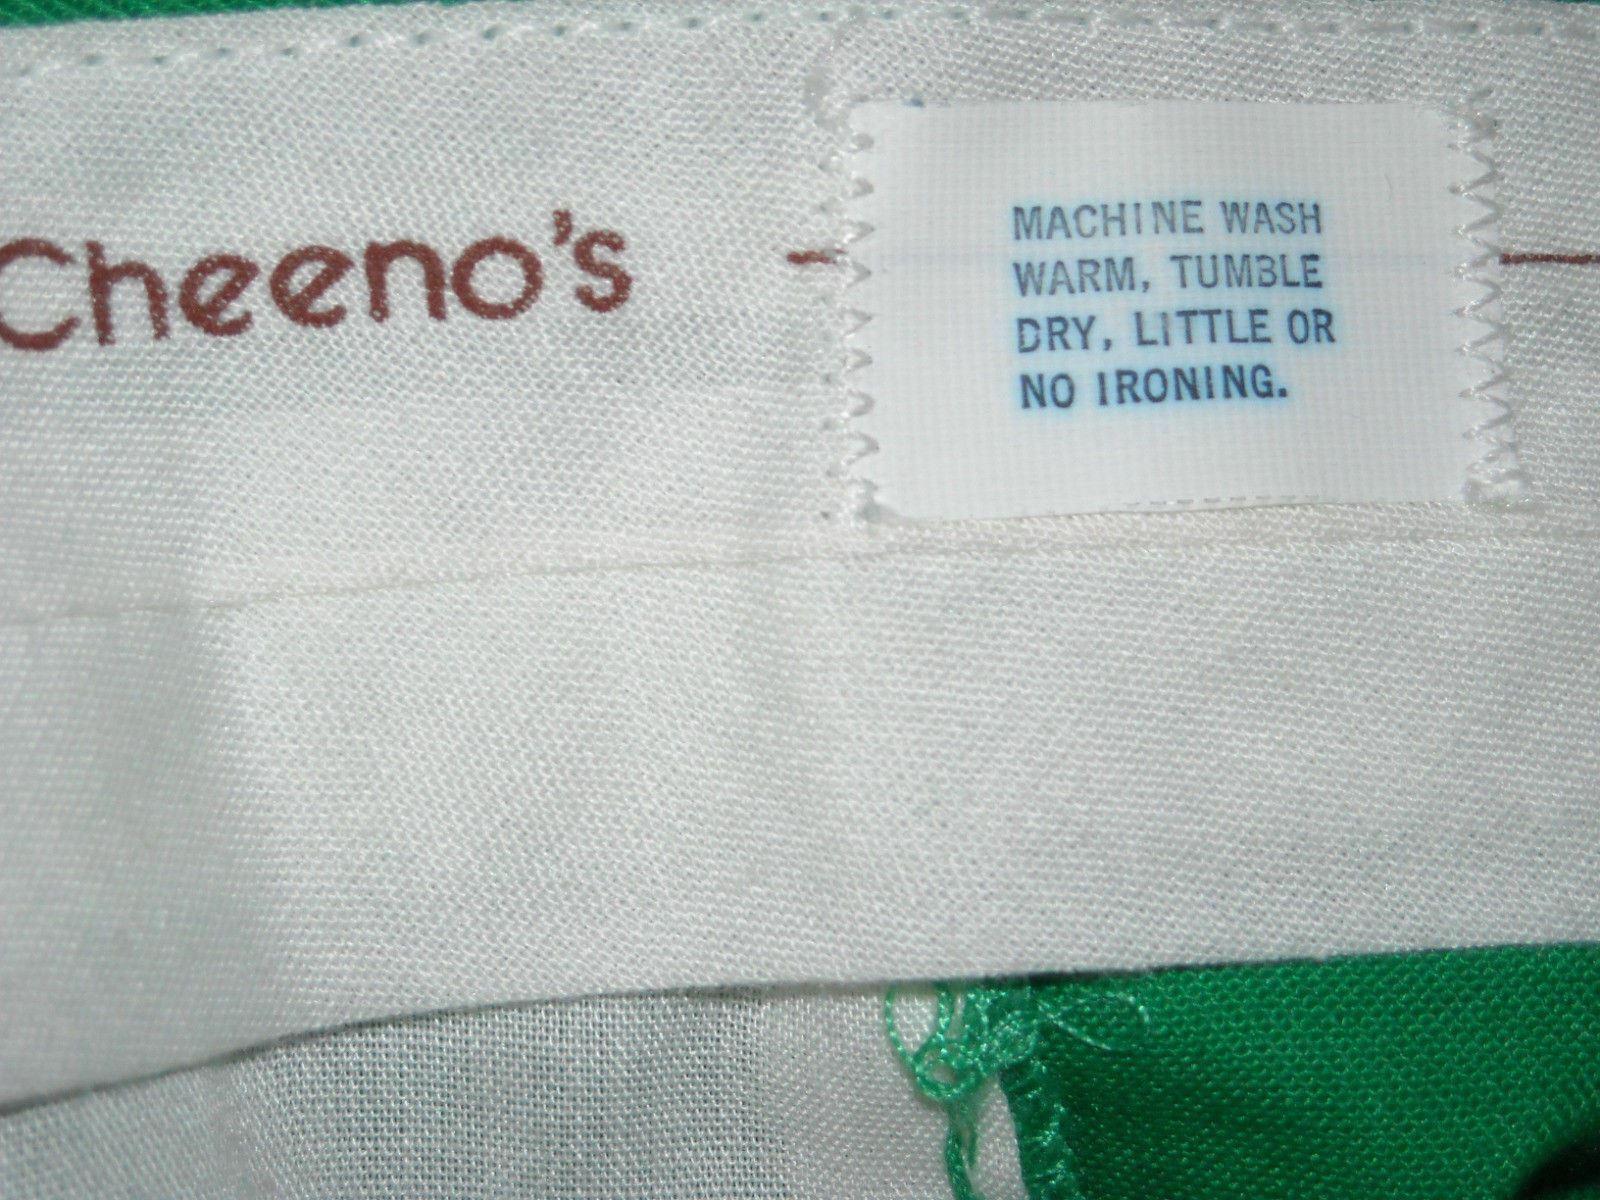 Cheeno's
MACHINE WASH
WARM, TUMBLE
DRY, LITTLE OR
NO IRONING.